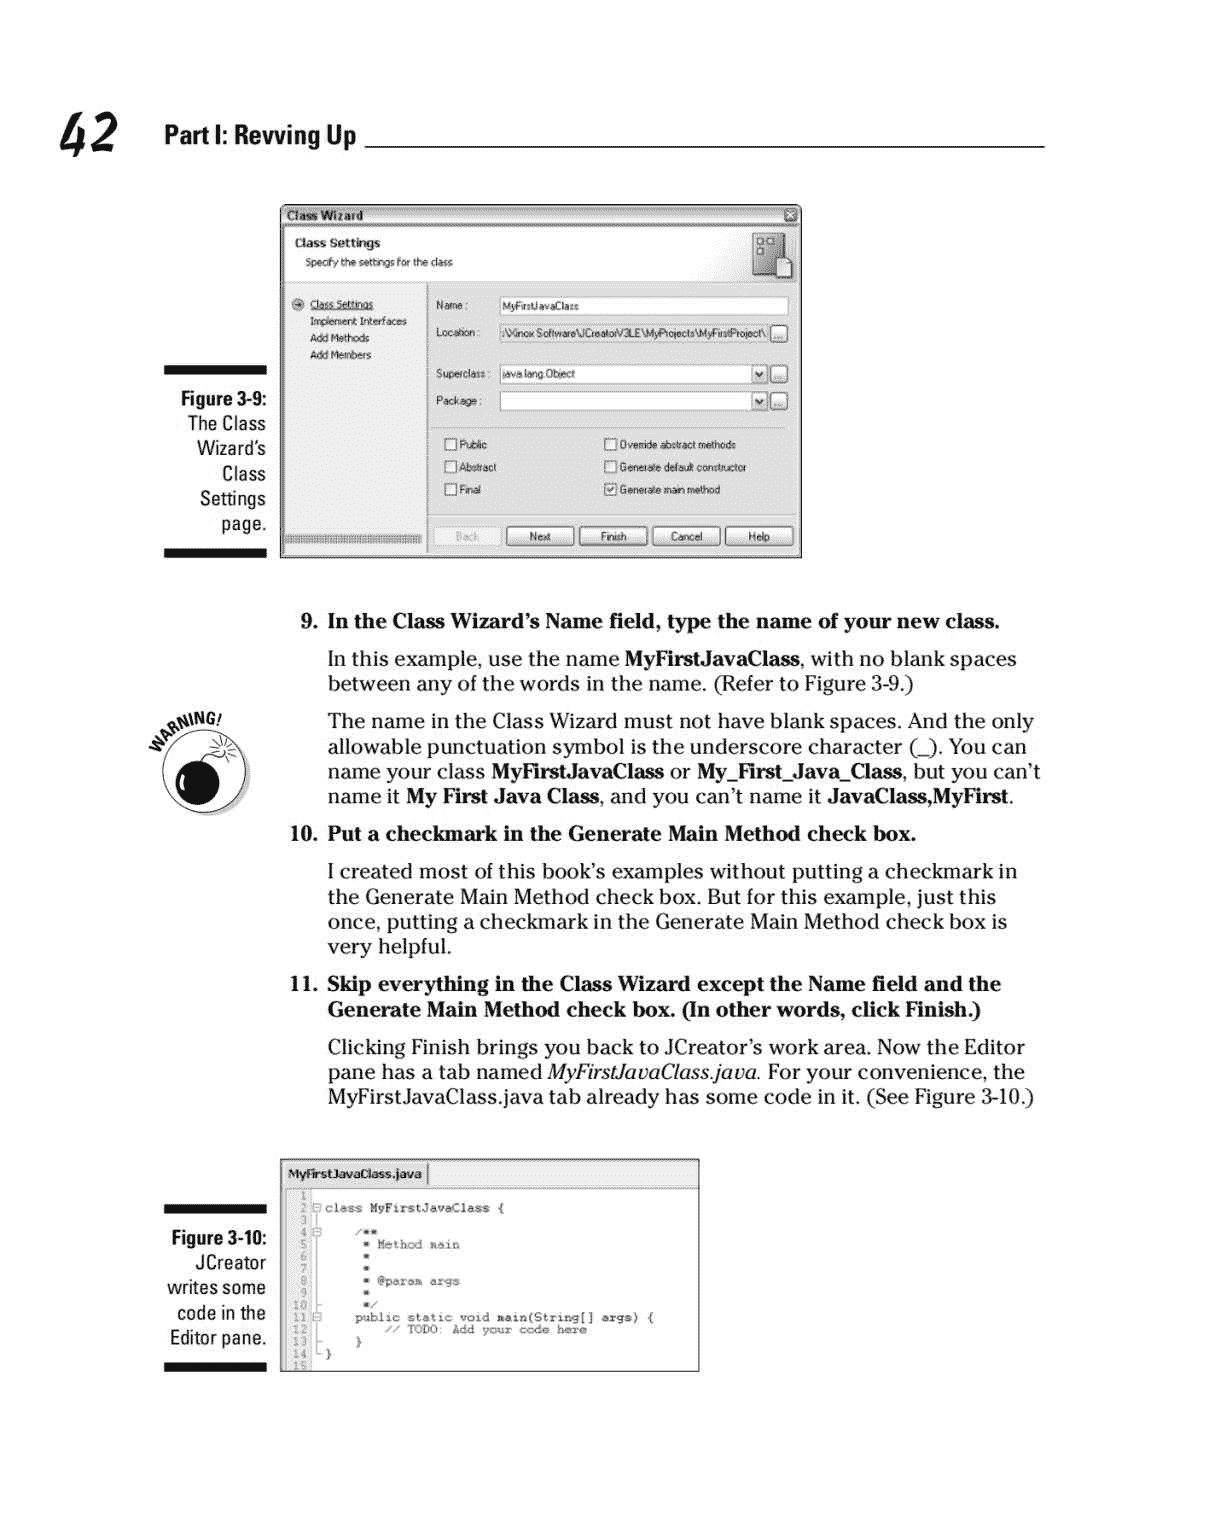 42
Part I: Revving Up
Class Wizard
Class Settings
Specify the settings for the class
Class Settings
Implement Interfaces
Add Methods
Add Members
Name :
MyFirstJavaClass
Location :
:\Xinox Software\JCreatorV3LE\MyProjects\MyFirstProject\
...
Superclass :
java.lang.Object
...
Package :
...
Public
Override abstract methods
Abstract
Generate default constructor
Final
Generate main method
Back
Next
Finish
Cancel
Help
Figure 3-9:
The Class
Wizard's
Class
Settings
page.
9. In the Class Wizard's Name field, type the name of your new class.
In this example, use the name MyFirstJavaClass, with no blank spaces
between any of the words in the name. (Refer to Figure 3-9.)
WARNING!
The name in the Class Wizard must not have blank spaces. And the only
allowable punctuation symbol is the underscore character (_). You can
name your class MyFirstJavaClass or My_First_Java_Class, but you can't
name it My First Java Class, and you can't name it JavaClass,MyFirst.
10. Put a checkmark in the Generate Main Method check box.
I created most of this book's examples without putting a checkmark in
the Generate Main Method check box. But for this example, just this
once, putting a checkmark in the Generate Main Method check box is
very helpful.
11. Skip everything in the Class Wizard except the Name field and the
Generate Main Method check box. (In other words, click Finish.)
Clicking Finish brings you back to JCreator's work area. Now the Editor
pane has a tab named MyFirstJavaClass.java. For your convenience, the
MyFirstJavaClass.java tab already has some code in it. (See Figure 3-10.)
Figure 3-10:
JCreator
writes some
code in the
Editor pane.
MyFirstJavaClass.java
1
2 class MyFirstJavaClass {
3
4 /**
5 * Method main
6 *
7 *
8 * @param args
9 *
10 */
11 public static void main(String[] args) {
12 // TODO: Add your code here
13 }
14 }
15